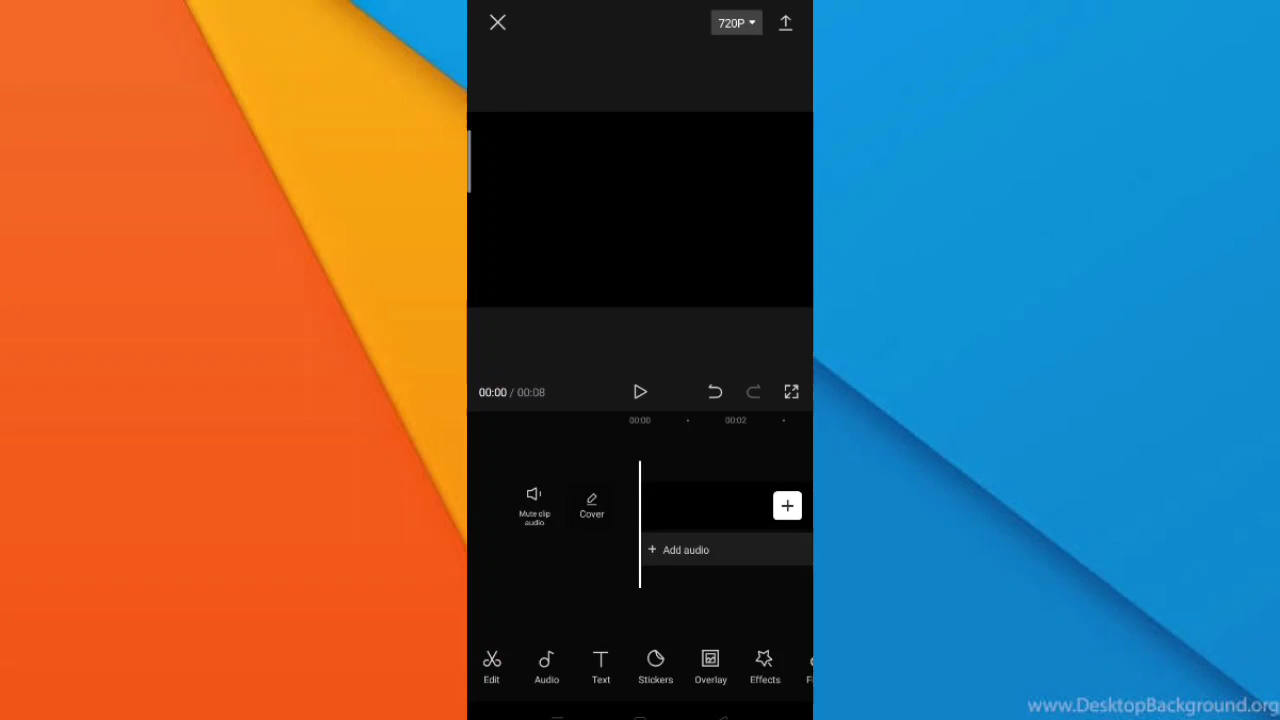 720P
00:00 / 00:08
00:00
00:02
Mute clip
audio
Cover
+
Add audio
Edit
Audio
Text
Stickers
Overlay
Effects
www.DesktopBackground.org